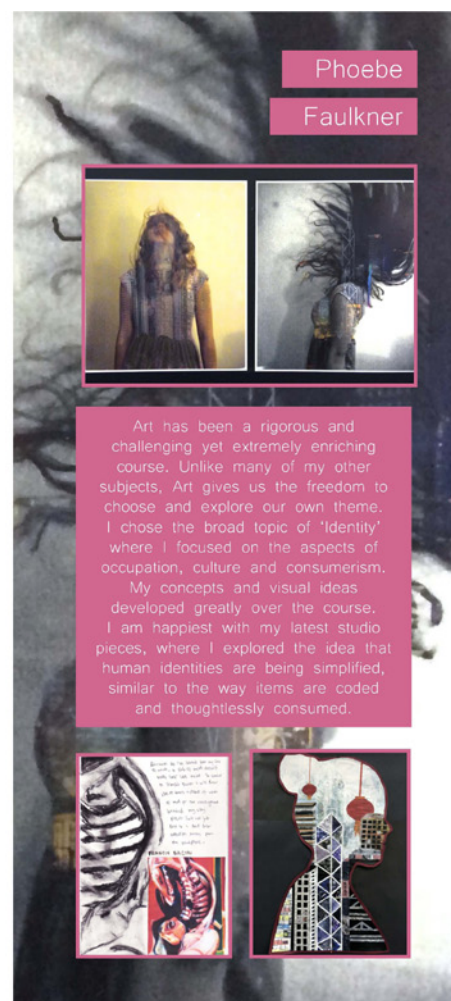 Phoebe
Faulkner
Art has been a rigorous and
challenging yet extremely enriching
course. Unlike many of my other
subjects, Art gives us the freedom to
choose and explore our own theme.
I chose the broad topic of 'Identity'
where I focused on the aspects of
occupation, culture and consumerism.
My concepts and visual ideas
developed greatly over the course.
I am happiest with my latest studio
pieces, where I explored the idea that
human identities are being simplified,
similar to the way items are coded
and thoughtlessly consumed.